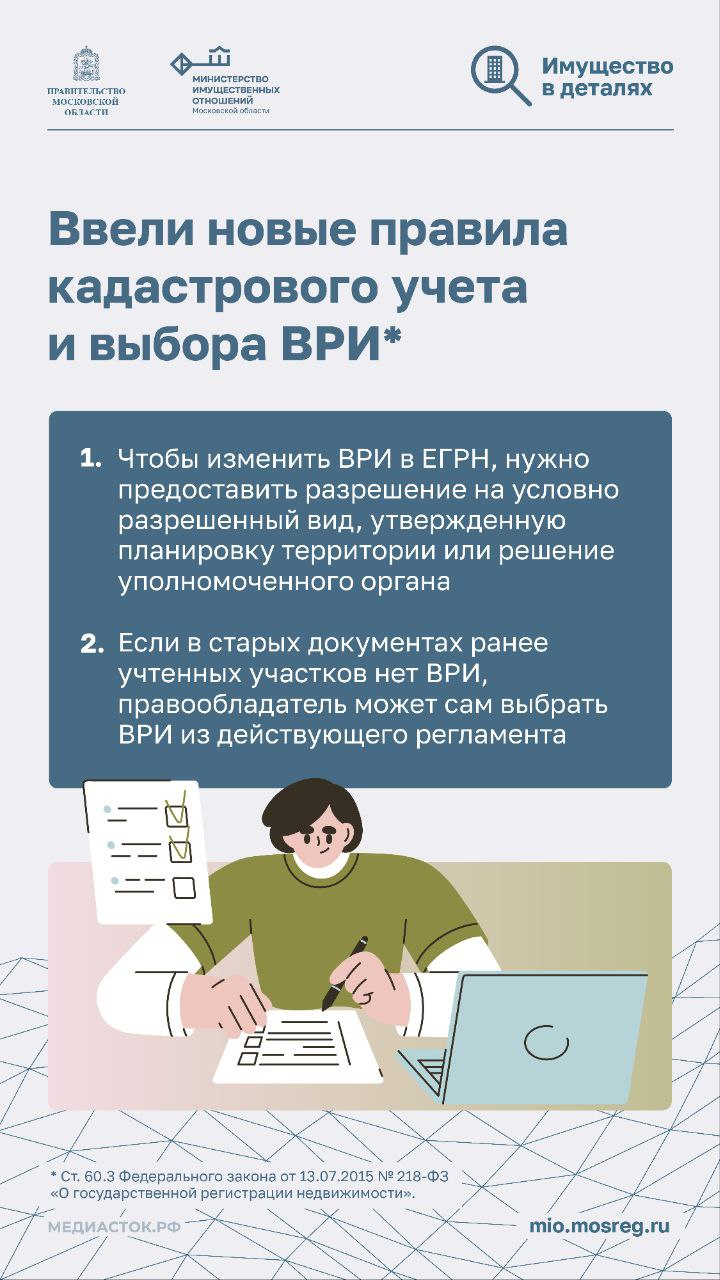 ПРАВИТЕЛЬСТВО
МОСКОВСКОЙ
ОБЛАСТИ
МИНИСТЕРСТВО
ИМУЩЕСТВЕННЫХ
ОТНОШЕНИЙ
Московской области
Имущество
в деталях
Ввели новые правила
кадастрового учета
и выбора ВРИ*
1. Чтобы изменить ВРИ в ЕГРН, нужно
предоставить разрешение на условно
разрешенный вид, утвержденную
планировку территории или решение
уполномоченного органа
2. Если в старых документах ранее
учтенных участков нет ВРИ,
правообладатель может сам выбрать
ВРИ из действующего регламента
* Ст. 60.3 Федерального закона от 13.07.2015 № 218-ФЗ
«О государственной регистрации недвижимости».
МЕДИАСТОК.РФ
mio.mosreg.ru